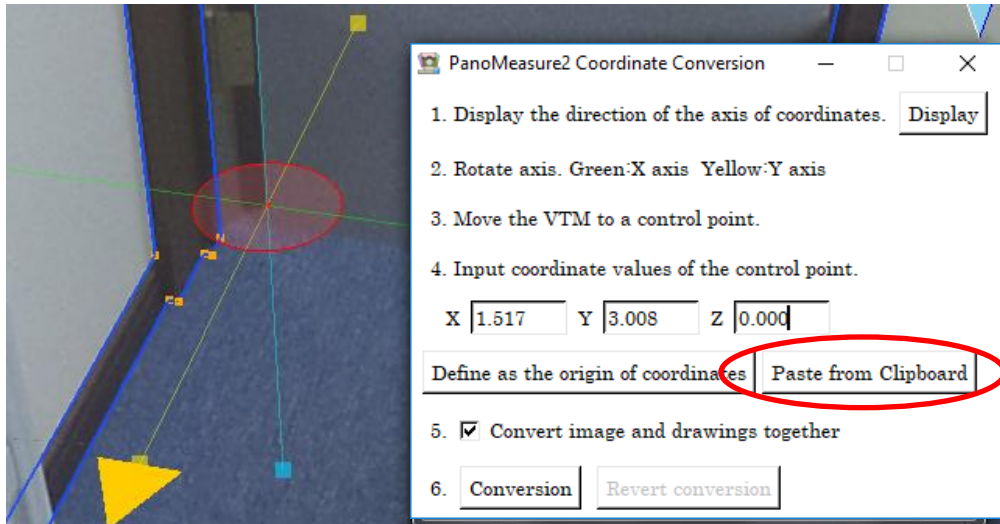 PanoMeasure2 Coordinate Conversion
1. Display the direction of the axis of coordinates. Display
2. Rotate axis. Green:X axis Yellow:Y axis
3. Move the VTM to a control point.
4. Input coordinate values of the control point.
X 1.517 Y 3.008 Z 0.000
Define as the origin of coordinates Paste from Clipboard
5. Convert image and drawings together
6. Conversion Revert conversion